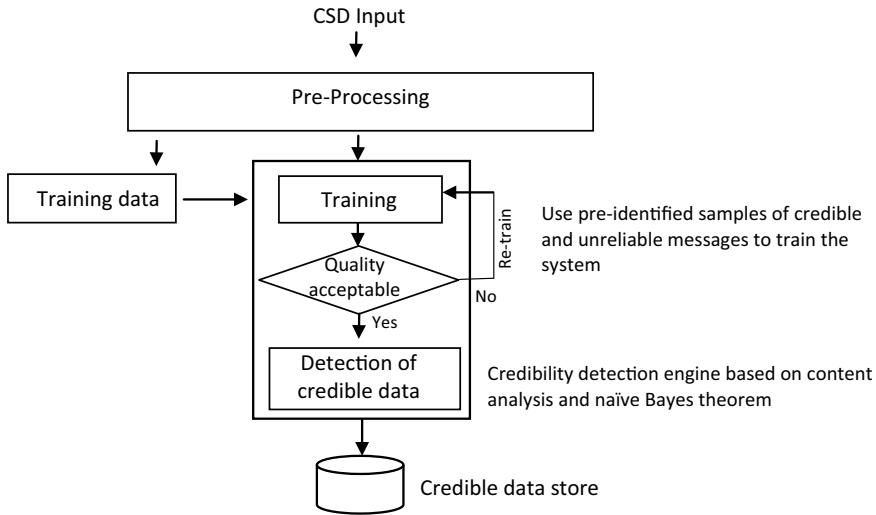 CSD Input
Pre-Processing
Training data
Training
Re-train
Use pre-identified samples of credible
and unreliable messages to train the
system
Quality
acceptable
No
Yes
Detection of
credible data
Credibility detection engine based on content
analysis and naïve Bayes theorem
Credible data store